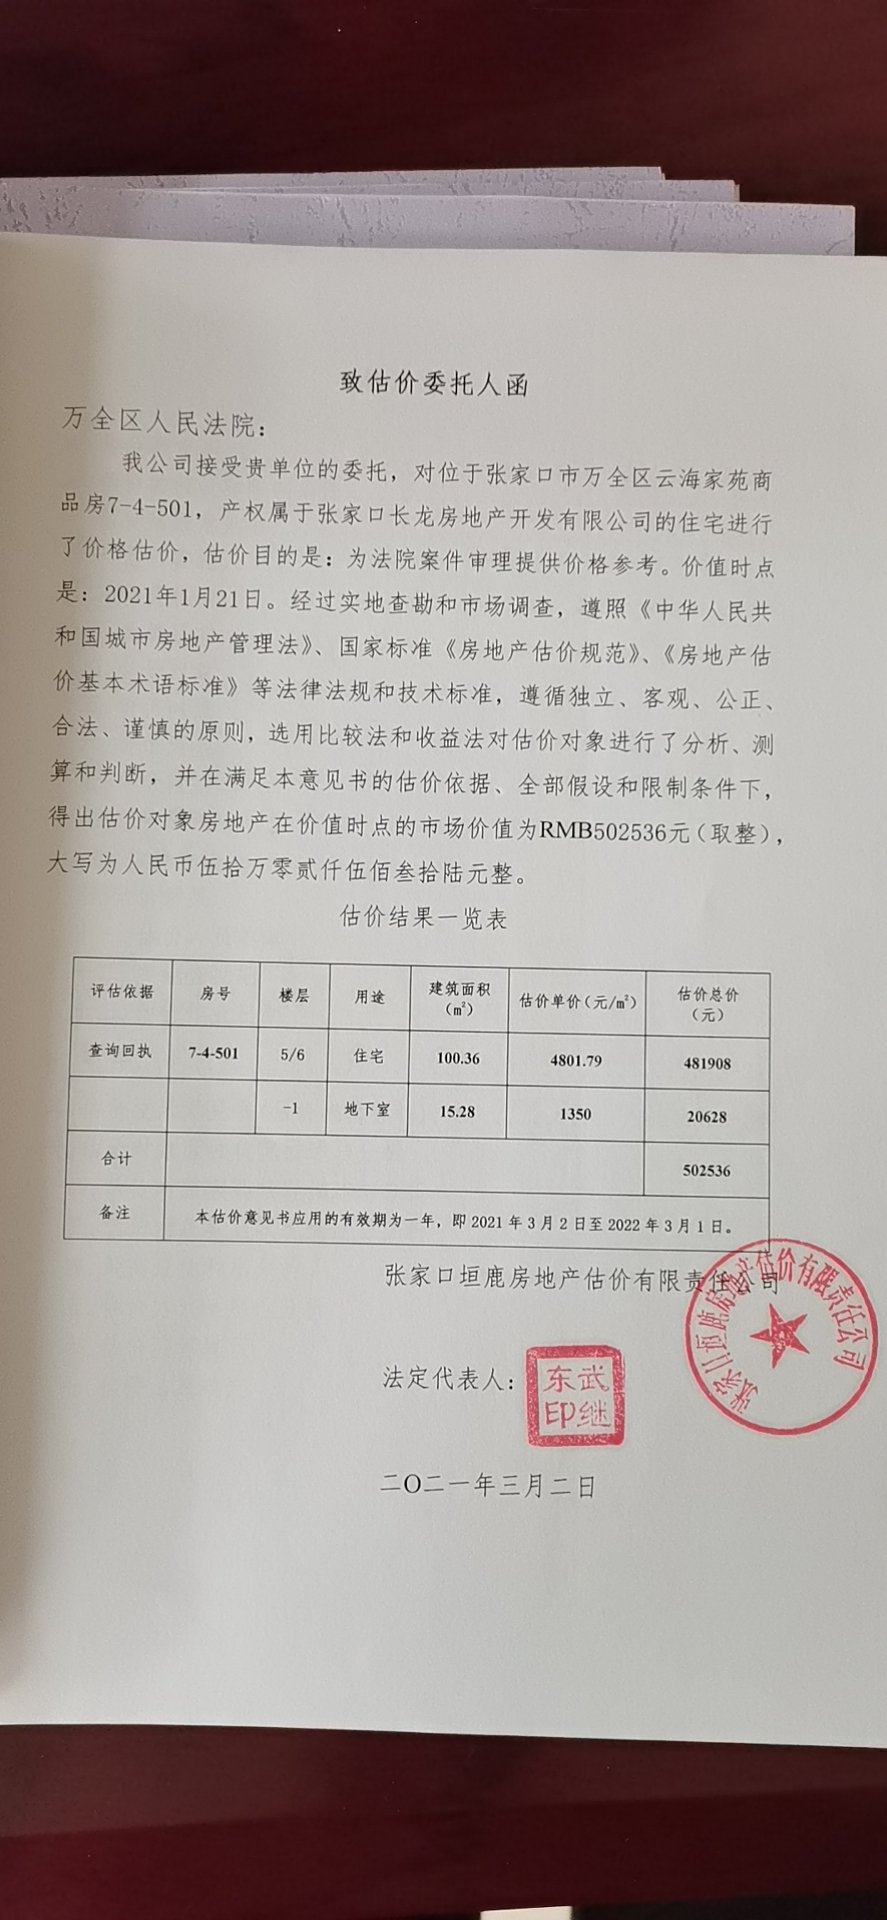 致估价委托人函
万全区人民法院：
我公司接受贵单位的委托，对位于张家口市万全区云海家苑商
品房7-4-501，产权属于张家口长龙房地产开发有限公司的住宅进行
了价格估价，估价目的是：为法院案件审理提供价格参考。价值时点
是：2021年1月21日。经过实地查勘和市场调查，遵照《中华人民共
和国城市房地产管理法》、国家标准《房地产估价规范》、《房地产估
价基本术语标准》等法律法规和技术标准，遵循独立、客观、公正、
合法、谨慎的原则，选用比较法和收益法对估价对象进行了分析、测
算和判断，并在满足本意见书的估价依据、全部假设和限制条件下，
得出估价对象房地产在价值时点的市场价值为RMB502536元（取整），
大写为人民币伍拾万零贰仟伍佰叁拾陆元整。
估价结果一览表
评估依据 房号 楼层 用途 建筑面积（㎡） 估价单价（元/㎡） 估价总价（元）
查询回执 7-4-501 5/6 住宅 100.36 4801.79 481908
-1 地下室 15.28 1350 20628
合计 502536
备注 本估价意见书应用的有效期为一年，即 2021 年 3 月 2 日至 2022 年 3 月 1 日。
张家口垣鹿房地产估价有限责任公司
张家口垣鹿房地产估价有限责任公司
法定代表人：
武继东印
二〇二一年三月二日